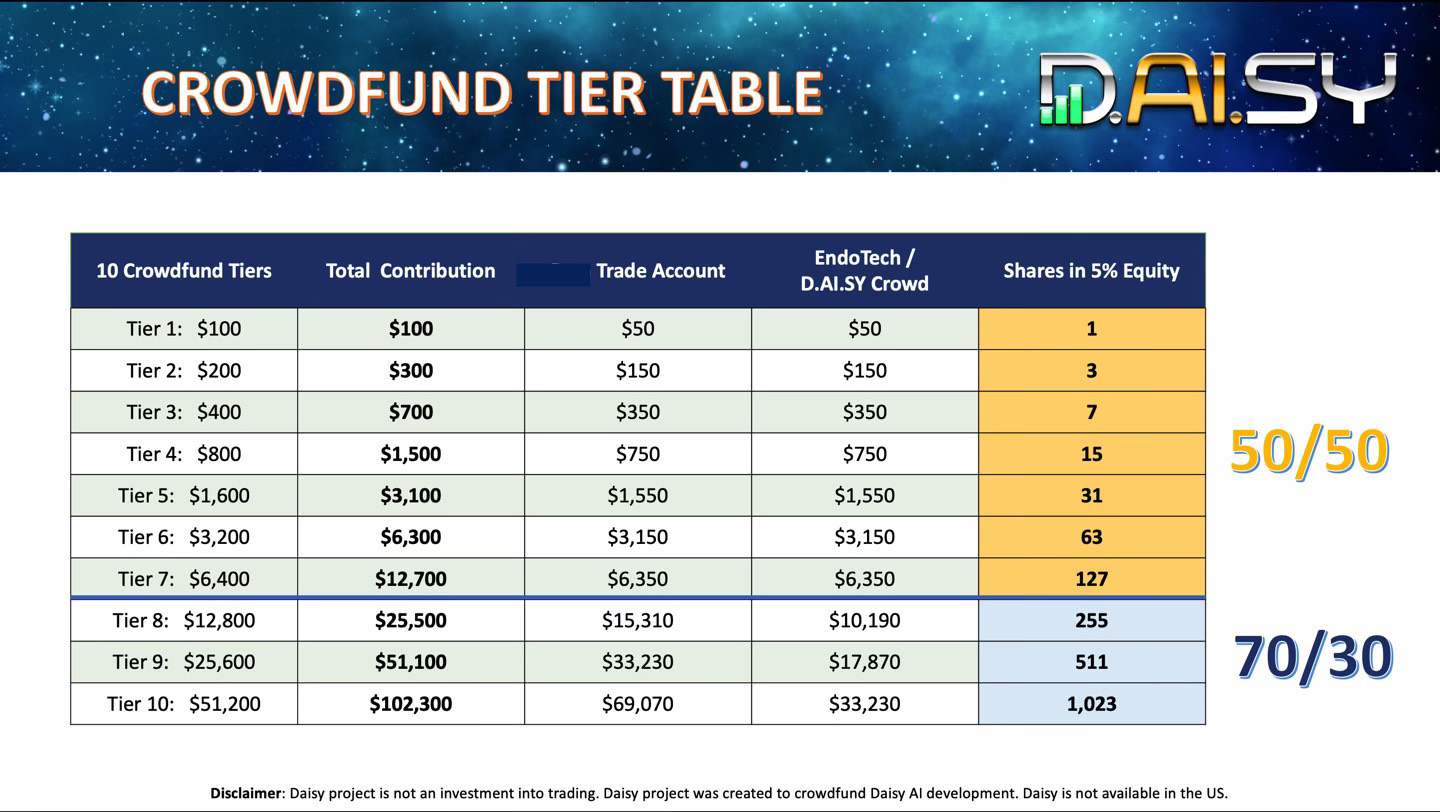 CROWDFUND TIER TABLE
D.AI.SY
10 Crowdfund Tiers Total Contribution Trade Account EndoTech / D.AI.SY Crowd Shares in 5% Equity
Tier 1: $100 $100 $50 $50 1
Tier 2: $200 $300 $150 $150 3
Tier 3: $400 $700 $350 $350 7
Tier 4: $800 $1,500 $750 $750 15
Tier 5: $1,600 $3,100 $1,550 $1,550 31
Tier 6: $3,200 $6,300 $3,150 $3,150 63
Tier 7: $6,400 $12,700 $6,350 $6,350 127
50/50
Tier 8: $12,800 $25,500 $15,310 $10,190 255
Tier 9: $25,600 $51,100 $33,230 $17,870 511
Tier 10: $51,200 $102,300 $69,070 $33,230 1,023
70/30
Disclaimer: Daisy project is not an investment into trading. Daisy project was created to crowdfund Daisy AI development. Daisy is not available in the US.